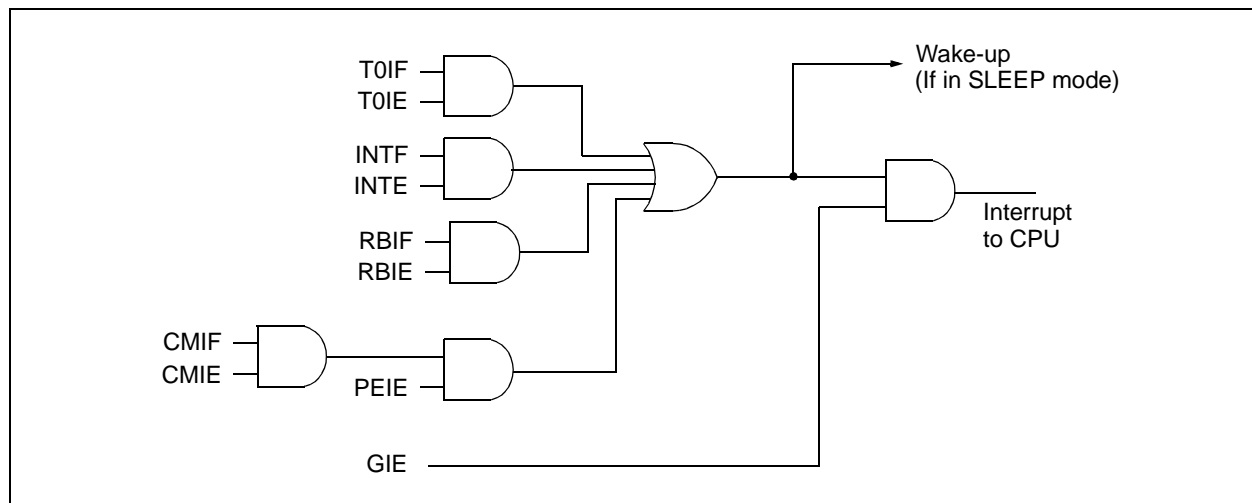 T0IF
T0IE
INTF
INTE
RBIF
RBIE
CMIF
CMIE
PEIE
GIE
Wake-up
(If in SLEEP mode)
Interrupt
to CPU